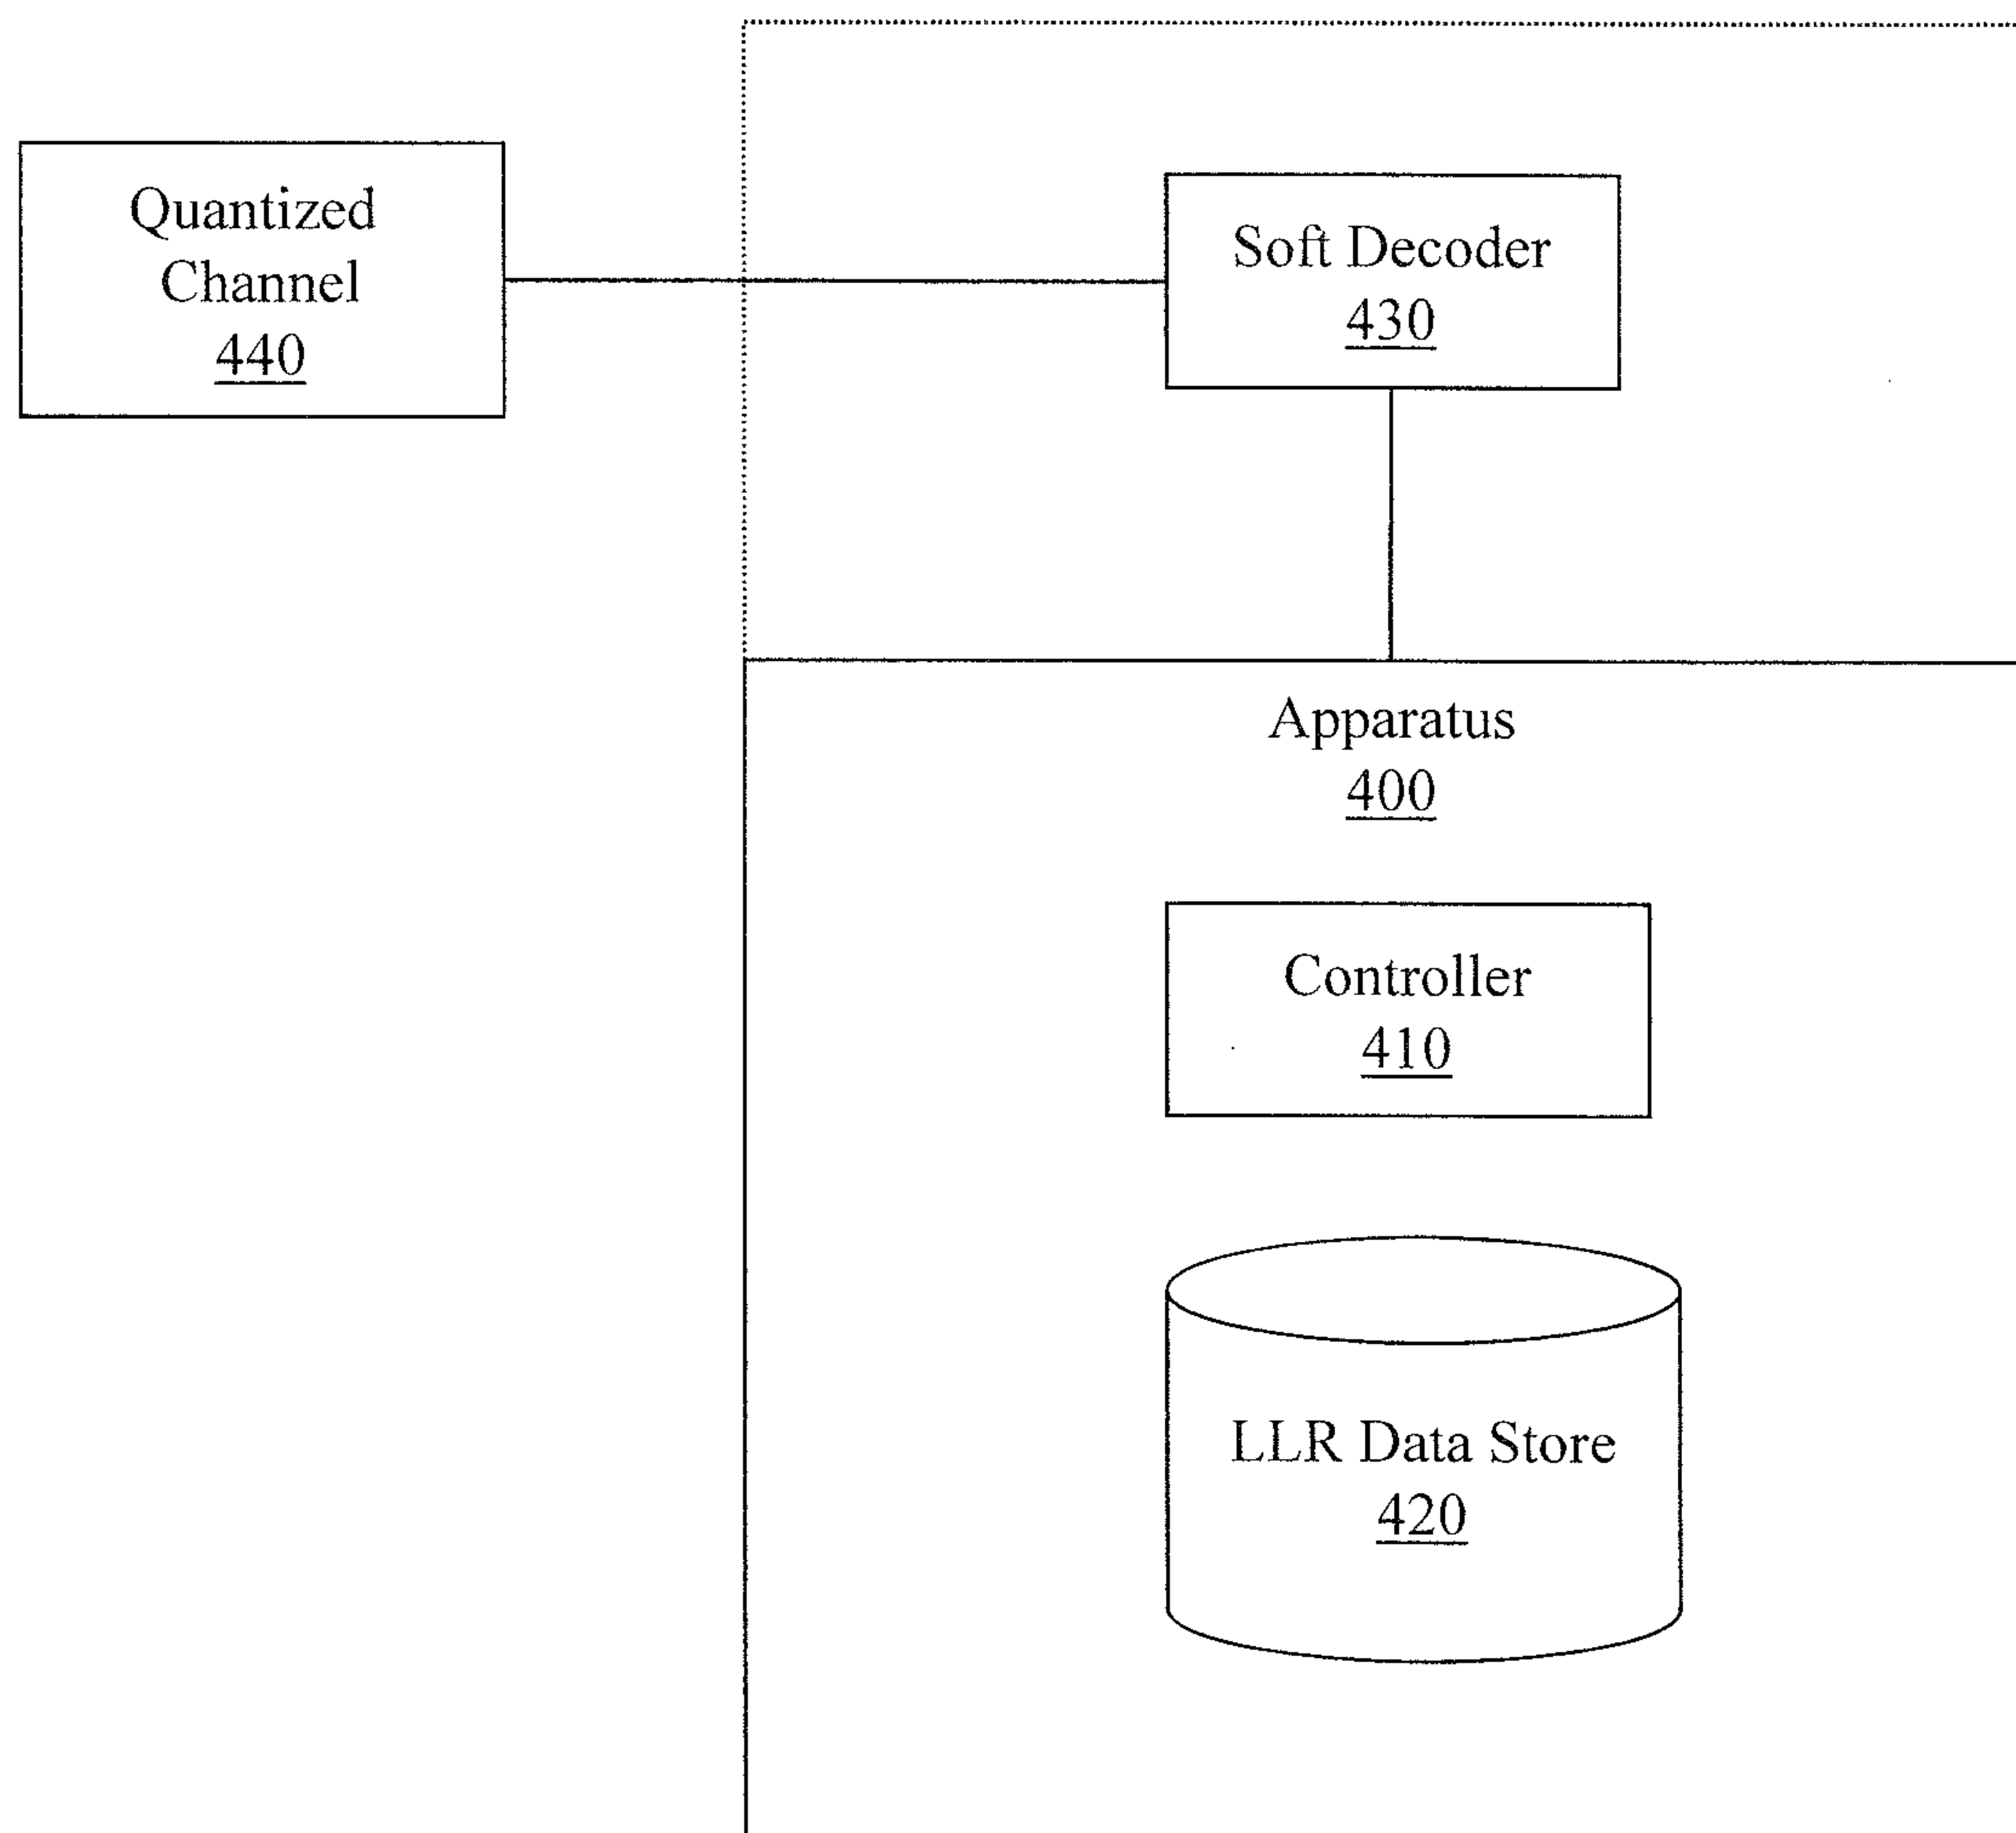 Quantized
Channel
440
Soft Decoder
430
Apparatus
400
Controller
410
LLR Data Store
420